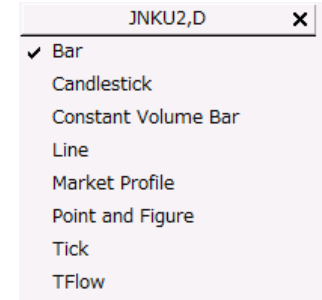 JNKU2,D
Bar
Candlestick
Constant Volume Bar
Line
Market Profile
Point and Figure
Tick
TFlow